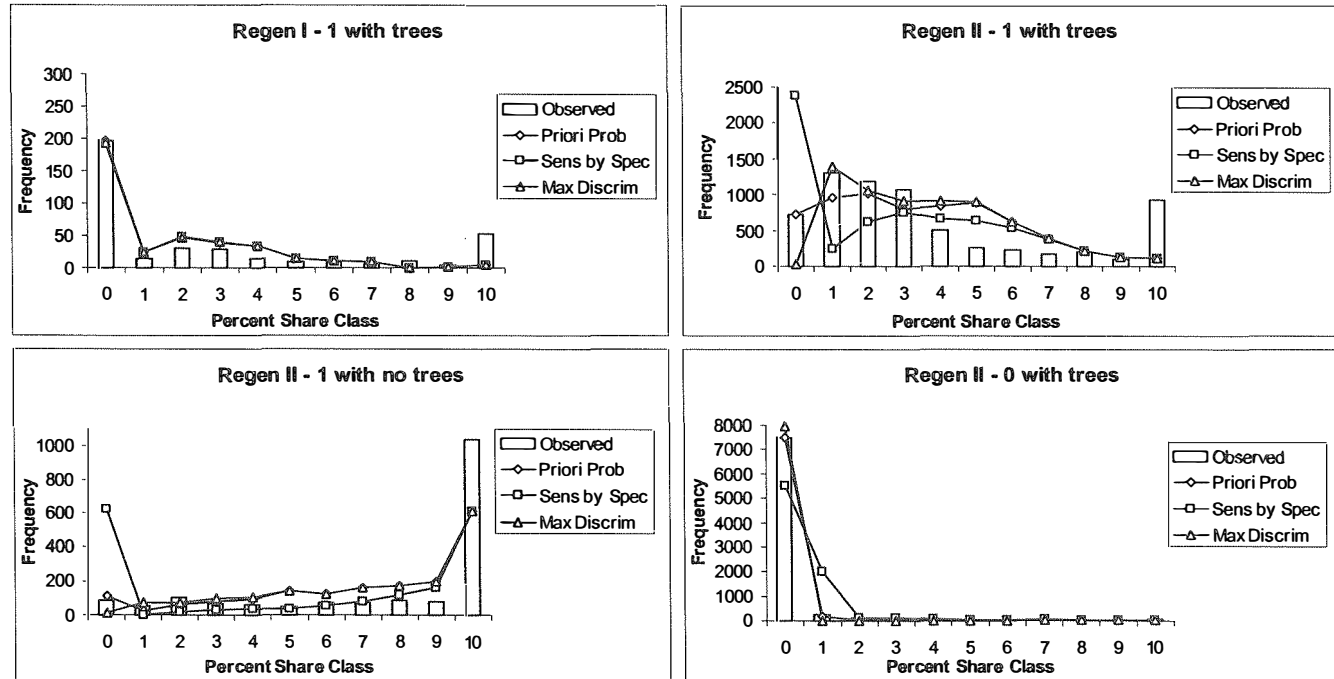 Regen I - 1 with trees
Frequency
300
250
200
150
100
50
0
0 1 2 3 4 5 6 7 8 9 10
Percent Share Class
Observed
Priori Prob
Sens by Spec
Max Discrim
Regen II - 1 with trees
Frequency
2500
2000
1500
1000
500
0
0 1 2 3 4 5 6 7 8 9 10
Percent Share Class
Observed
Priori Prob
Sens by Spec
Max Discrim
Regen II - 1 with no trees
Frequency
1000
800
600
400
200
0
0 1 2 3 4 5 6 7 8 9 10
Percent Share Class
Observed
Priori Prob
Sens by Spec
Max Discrim
Regen II - 0 with trees
Frequency
8000
7000
6000
5000
4000
3000
2000
1000
0
0 1 2 3 4 5 6 7 8 9 10
Percent Share Class
Observed
Priori Prob
Sens by Spec
Max Discrim